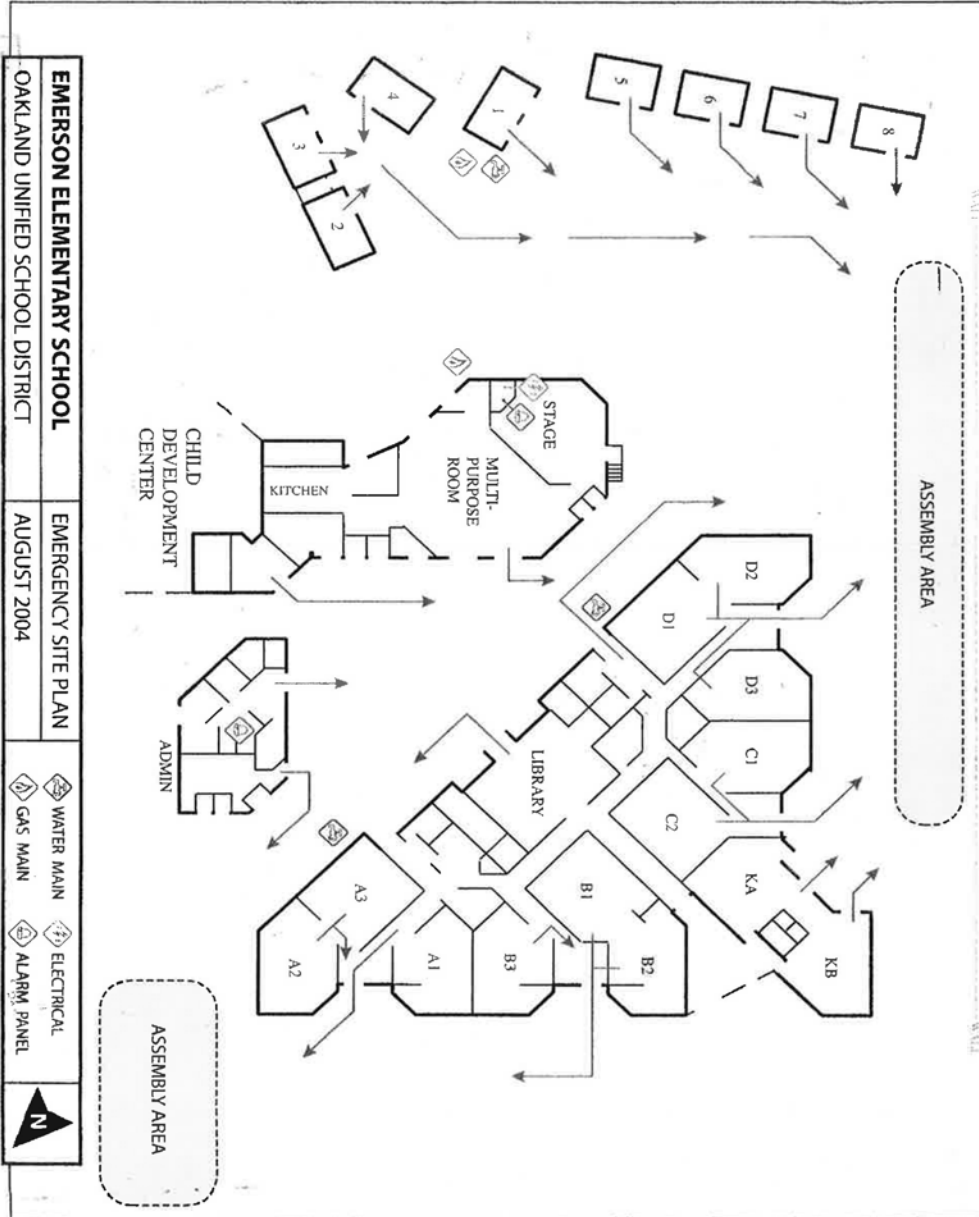 EMERSON ELEMENTARY SCHOOL
OAKLAND UNIFIED SCHOOL DISTRICT
EMERGENCY SITE PLAN
AUGUST 2004
WATER MAIN
GAS MAIN
ELECTRICAL
ALARM PANEL
N
ASSEMBLY AREA
ASSEMBLY AREA
WALL
WALL
8
7
6
5
1
4
3
2
STAGE
MULTI-
PURPOSE
ROOM
KITCHEN
CHILD
DEVELOPMENT
CENTER
ADMIN
LIBRARY
D2
D1
D3
C1
C2
KA
KB
B1
B2
B3
A1
A3
A2